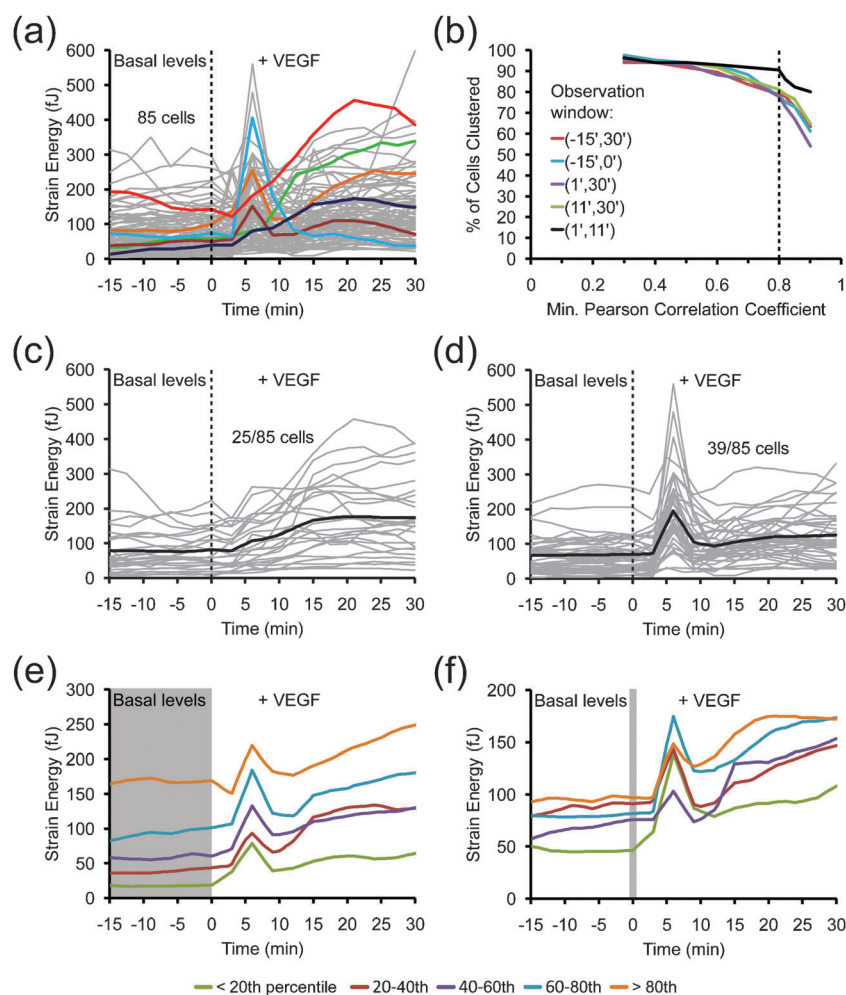 (a)
Basal levels
+ VEGF
85 cells
Strain Energy (fJ)
600
500
400
300
200
100
0
-15 -10 -5 0 5 10 15 20 25 30
Time (min)
(b)
% of Cells Clustered
100
90
80
70
60
50
40
30
20
10
0
Observation
window:
(-15',30')
(-15',0')
(1',30')
(11',30')
(1',11')
0 0.2 0.4 0.6 0.8 1
Min. Pearson Correlation Coefficient
(c)
Basal levels
+ VEGF
25/85 cells
Strain Energy (fJ)
600
500
400
300
200
100
0
-15 -10 -5 0 5 10 15 20 25 30
Time (min)
(d)
Basal levels
+ VEGF
39/85 cells
Strain Energy (fJ)
600
500
400
300
200
100
0
-15 -10 -5 0 5 10 15 20 25 30
Time (min)
(e)
Basal levels
+ VEGF
Strain Energy (fJ)
300
250
200
150
100
50
0
-15 -10 -5 0 5 10 15 20 25 30
Time (min)
(f)
Basal levels
+ VEGF
Strain Energy (fJ)
200
150
100
50
0
-15 -10 -5 0 5 10 15 20 25 30
Time (min)
< 20th percentile 20-40th 40-60th 60-80th > 80th